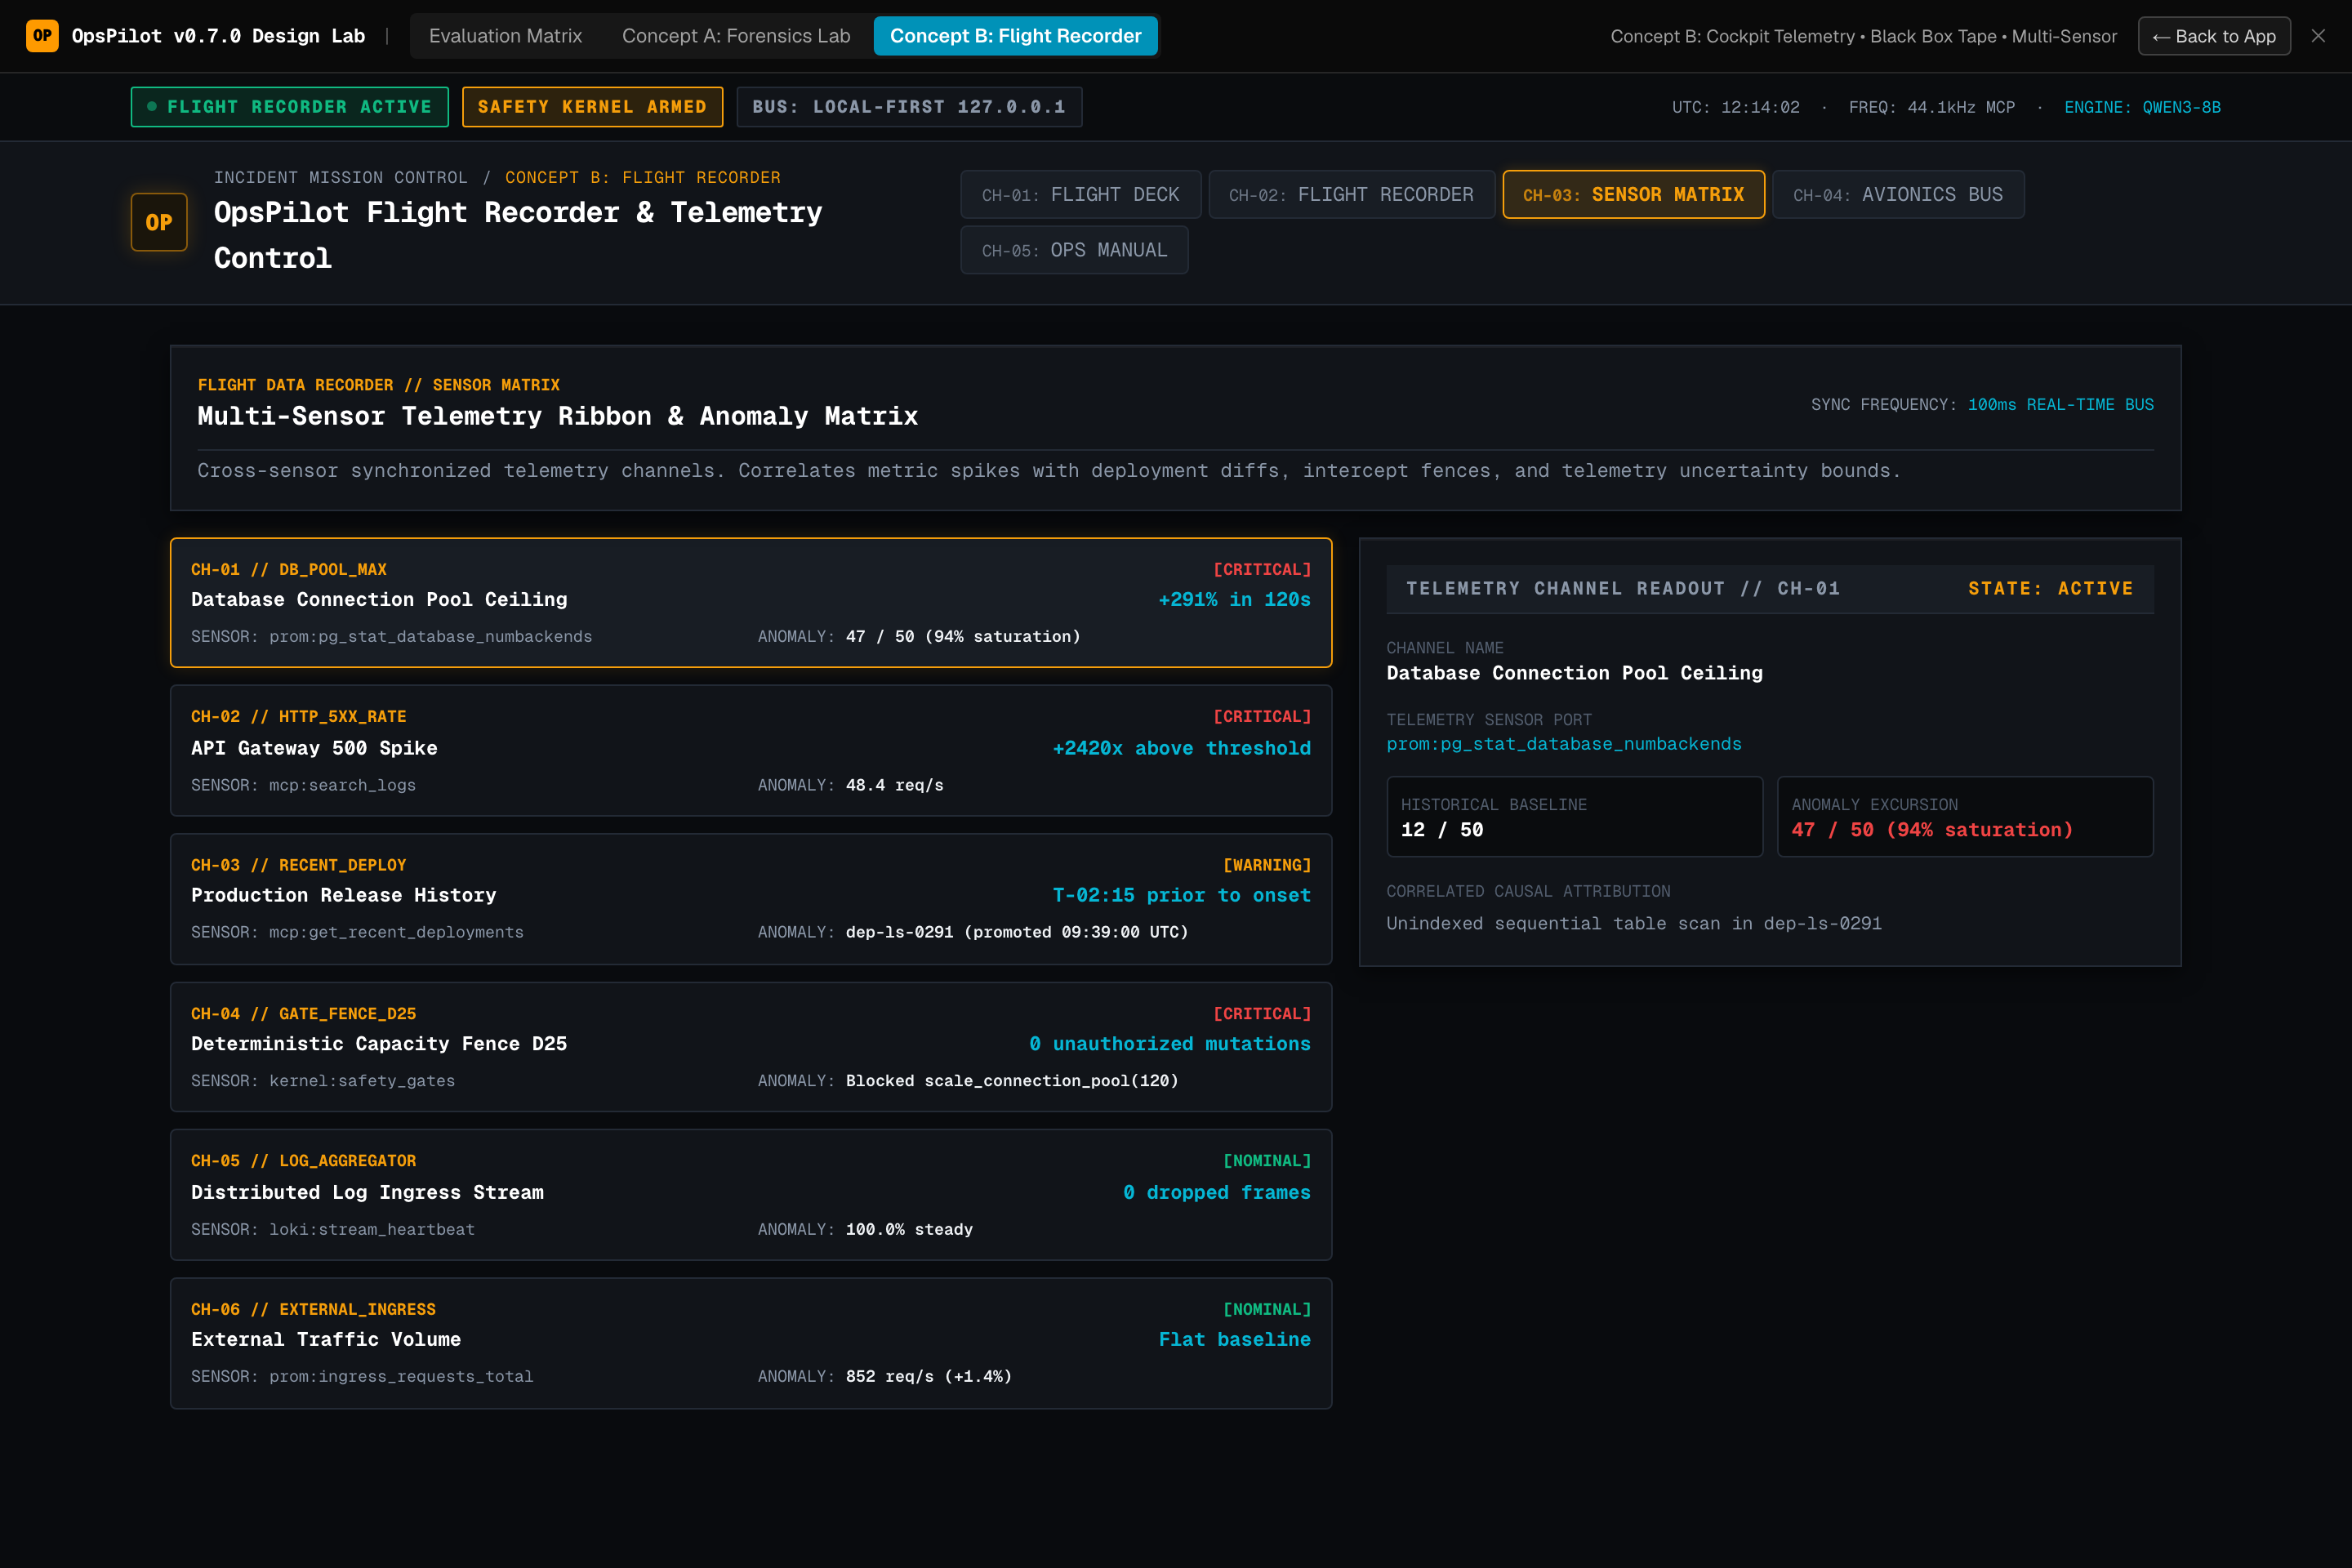 OP OpsPilot v0.7.0 Design Lab | Evaluation Matrix Concept A: Forensics Lab Concept B: Flight Recorder Concept B: Cockpit Telemetry • Black Box Tape • Multi-Sensor ← Back to App ×
● FLIGHT RECORDER ACTIVE SAFETY KERNEL ARMED BUS: LOCAL-FIRST 127.0.0.1 UTC: 12:14:02 · FREQ: 44.1kHz MCP · ENGINE: QWEN3-8B
OP
INCIDENT MISSION CONTROL / CONCEPT B: FLIGHT RECORDER
OpsPilot Flight Recorder & Telemetry
Control
CH-01: FLIGHT DECK CH-02: FLIGHT RECORDER CH-03: SENSOR MATRIX CH-04: AVIONICS BUS
CH-05: OPS MANUAL
FLIGHT DATA RECORDER // SENSOR MATRIX
Multi-Sensor Telemetry Ribbon & Anomaly Matrix
SYNC FREQUENCY: 100ms REAL-TIME BUS
Cross-sensor synchronized telemetry channels. Correlates metric spikes with deployment diffs, intercept fences, and telemetry uncertainty bounds.
CH-01 // DB_POOL_MAX [CRITICAL]
Database Connection Pool Ceiling +291% in 120s
SENSOR: prom:pg_stat_database_numbackends ANOMALY: 47 / 50 (94% saturation)
CH-02 // HTTP_5XX_RATE [CRITICAL]
API Gateway 500 Spike +2420x above threshold
SENSOR: mcp:search_logs ANOMALY: 48.4 req/s
CH-03 // RECENT_DEPLOY [WARNING]
Production Release History T-02:15 prior to onset
SENSOR: mcp:get_recent_deployments ANOMALY: dep-ls-0291 (promoted 09:39:00 UTC)
CH-04 // GATE_FENCE_D25 [CRITICAL]
Deterministic Capacity Fence D25 0 unauthorized mutations
SENSOR: kernel:safety_gates ANOMALY: Blocked scale_connection_pool(120)
CH-05 // LOG_AGGREGATOR [NOMINAL]
Distributed Log Ingress Stream 0 dropped frames
SENSOR: loki:stream_heartbeat ANOMALY: 100.0% steady
CH-06 // EXTERNAL_INGRESS [NOMINAL]
External Traffic Volume Flat baseline
SENSOR: prom:ingress_requests_total ANOMALY: 852 req/s (+1.4%)
TELEMETRY CHANNEL READOUT // CH-01 STATE: ACTIVE
CHANNEL NAME
Database Connection Pool Ceiling
TELEMETRY SENSOR PORT
prom:pg_stat_database_numbackends
HISTORICAL BASELINE
12 / 50
ANOMALY EXCURSION
47 / 50 (94% saturation)
CORRELATED CAUSAL ATTRIBUTION
Unindexed sequential table scan in dep-ls-0291